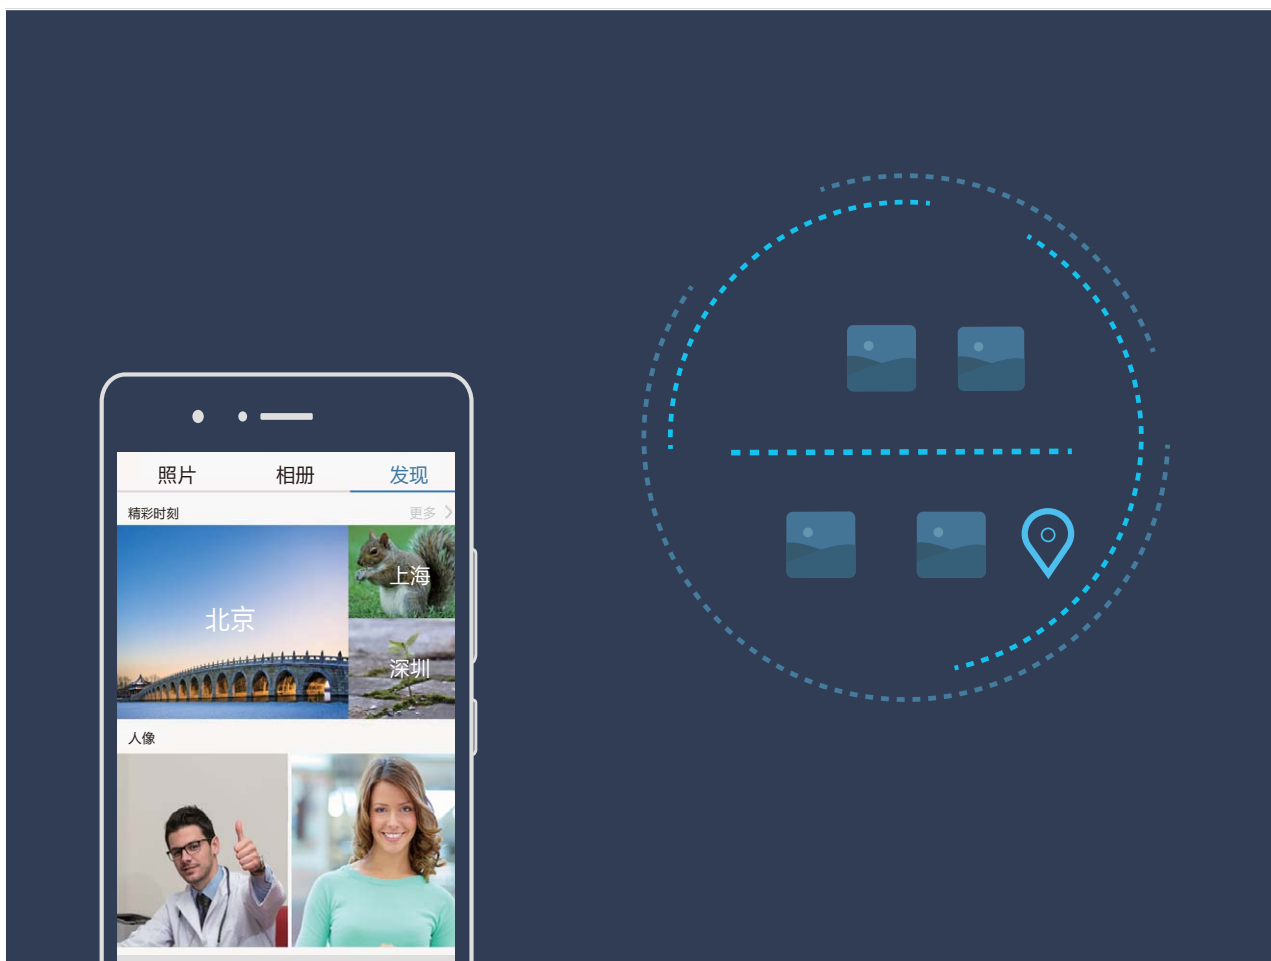 照片 相册 发现
精彩时刻 更多
北京
上海
深圳
人像